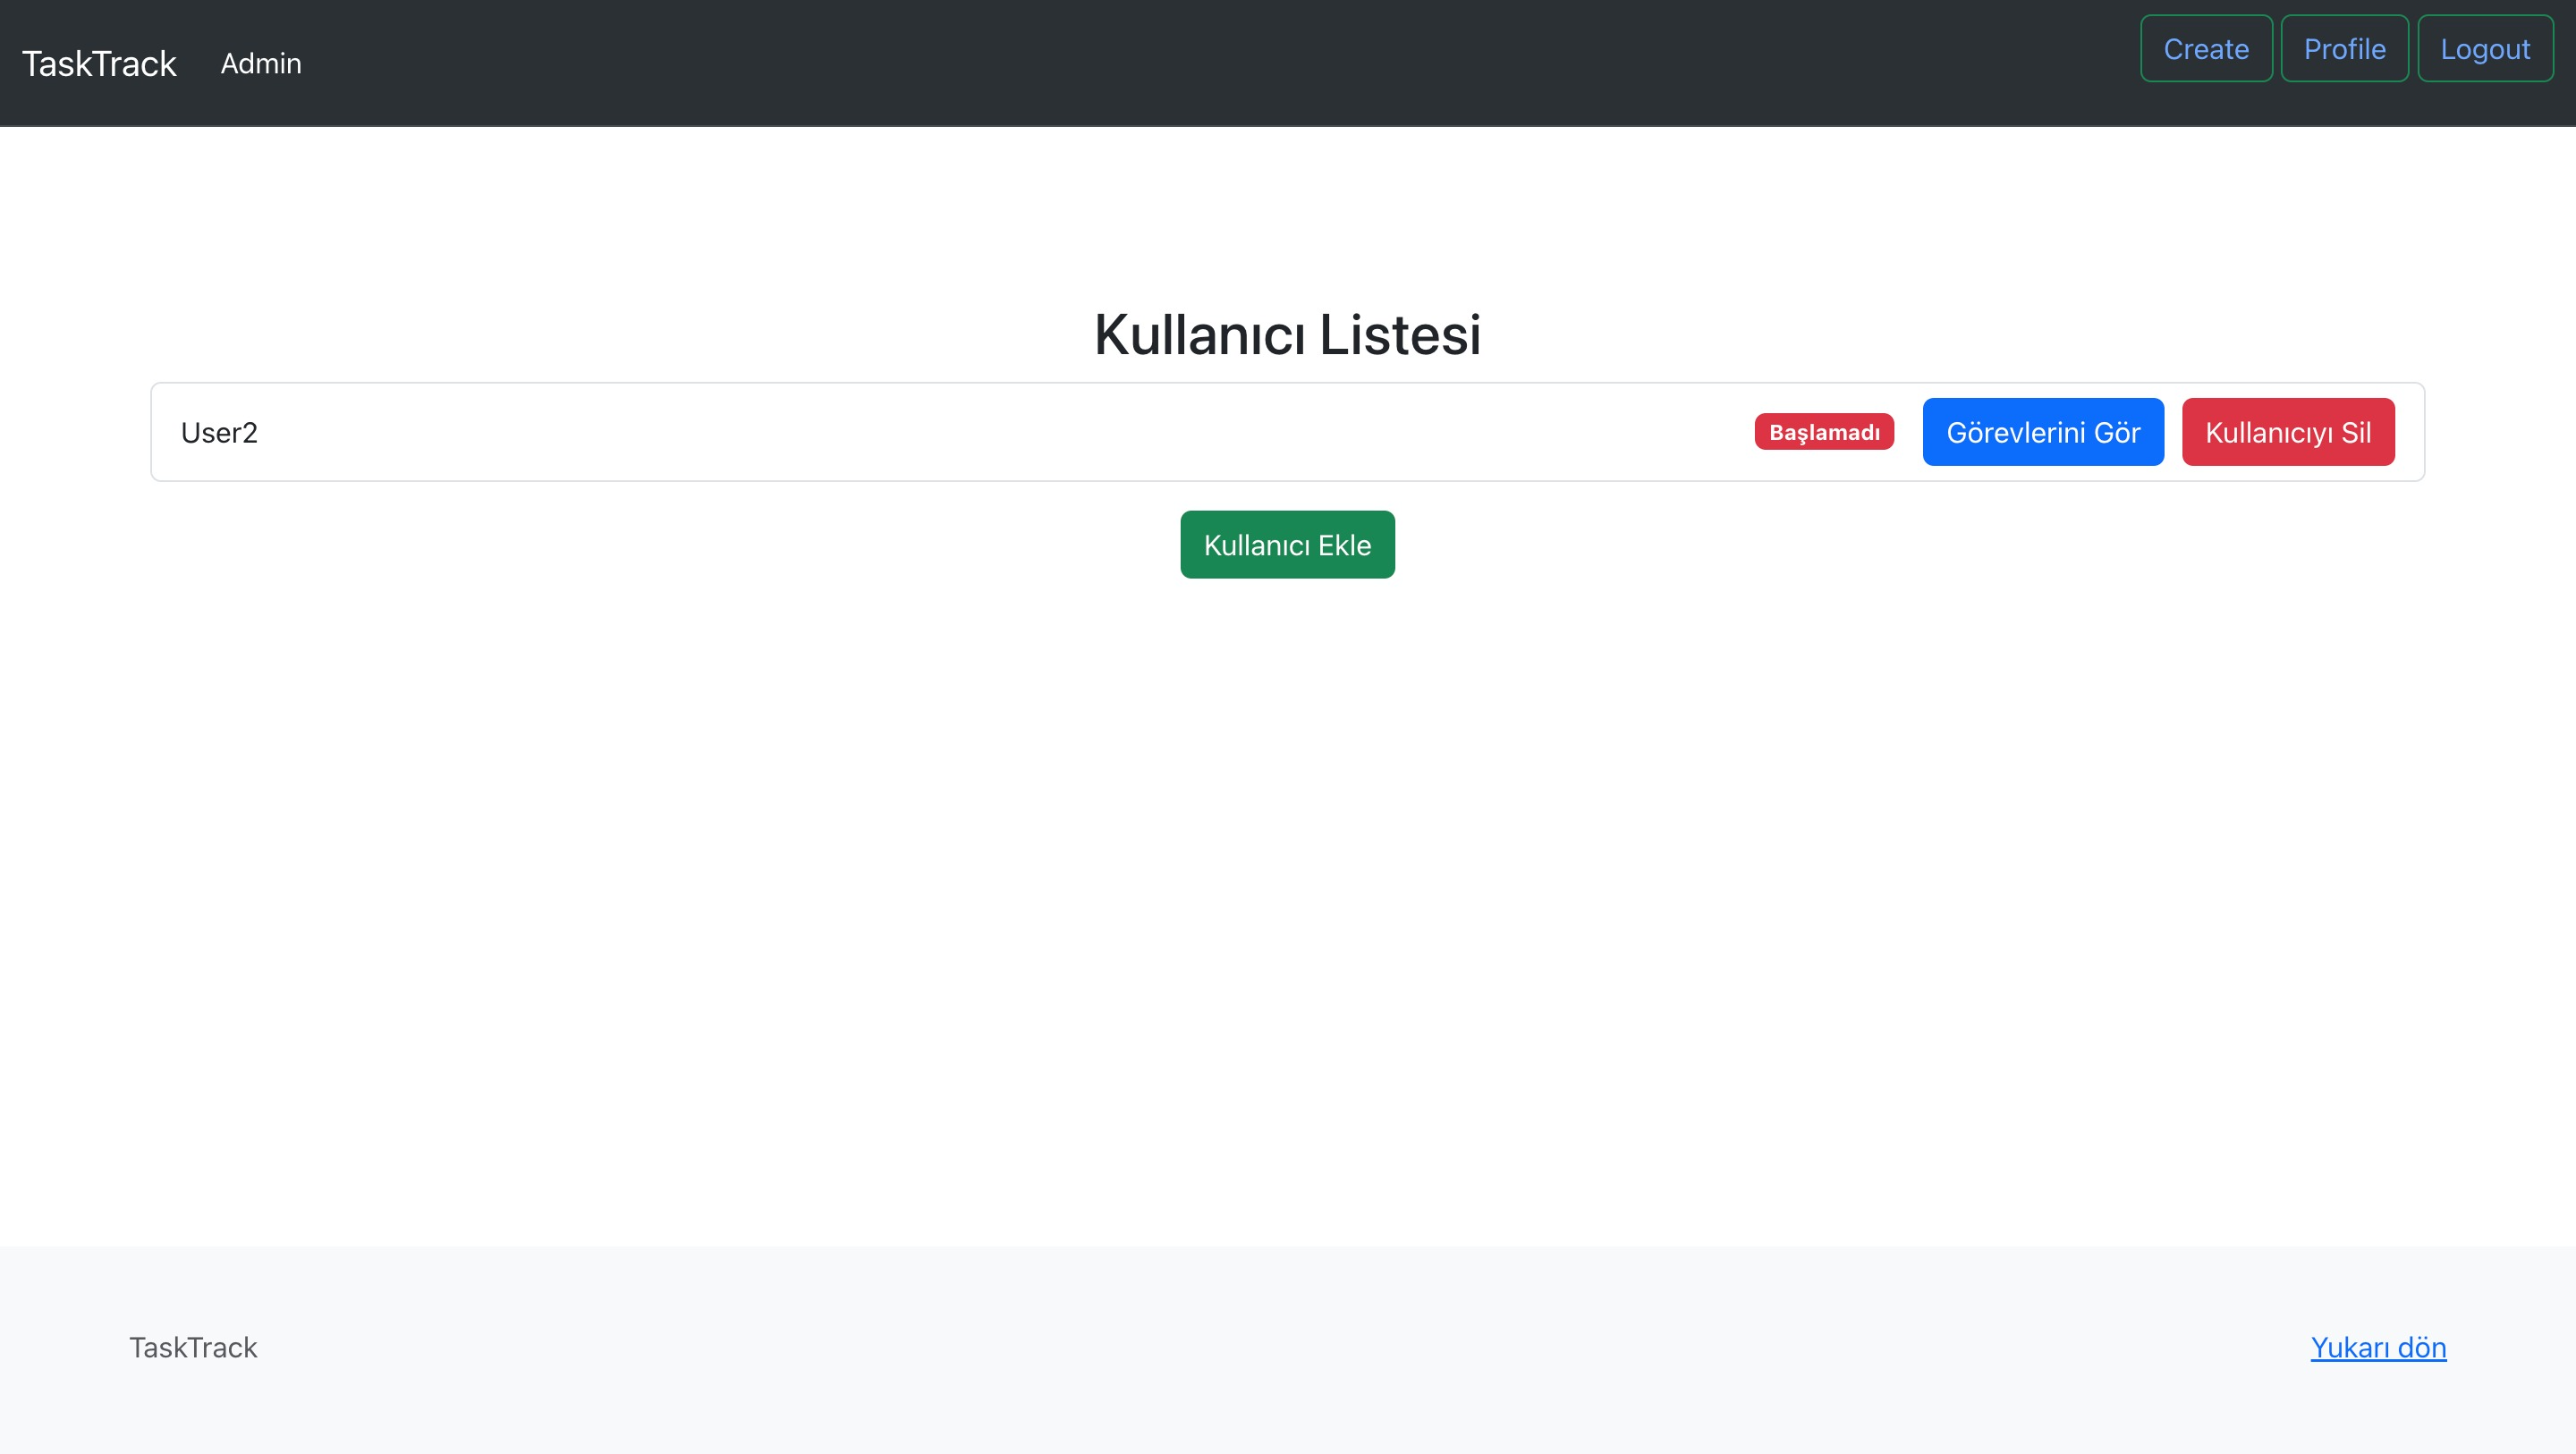 TaskTrack Admin Create Profile Logout
Kullanıcı Listesi
User2 Başlamadı Görevlerini Gör Kullanıcıyı Sil
Kullanıcı Ekle
TaskTrack Yukarı dön